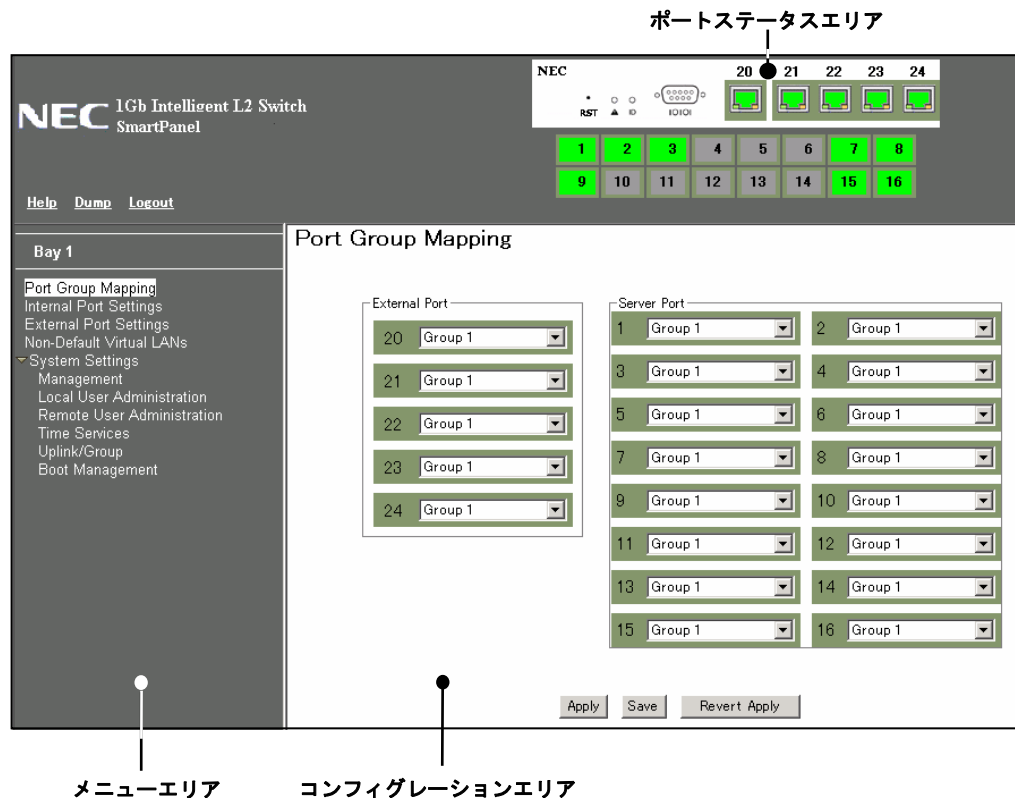 ポートステータスエリア
NEC 1Gb Intelligent L2 Switch
SmartPanel
NEC
20 21 22 23 24
RST ID IOIOI
1 2 3 4 5 6 7 8
9 10 11 12 13 14 15 16
Help Dump Logout
Bay 1
Port Group Mapping
Internal Port Settings
External Port Settings
Non-Default Virtual LANs
System Settings
Management
Local User Administration
Remote User Administration
Time Services
Uplink/Group
Boot Management
Port Group Mapping
External Port
20 Group 1
21 Group 1
22 Group 1
23 Group 1
24 Group 1
Server Port
1 Group 1 2 Group 1
3 Group 1 4 Group 1
5 Group 1 6 Group 1
7 Group 1 8 Group 1
9 Group 1 10 Group 1
11 Group 1 12 Group 1
13 Group 1 14 Group 1
15 Group 1 16 Group 1
Apply Save Revert Apply
メニューエリア コンフィグレーションエリア